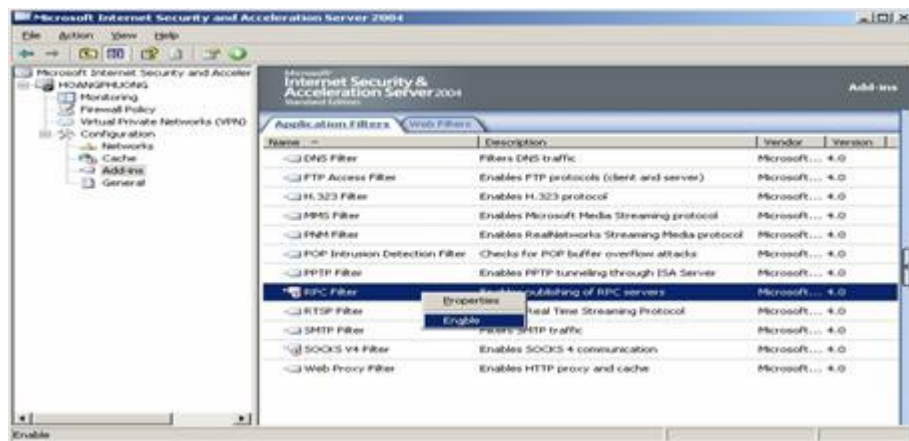 Microsoft Internet Security and Acceleration Server 2004
File Action View Help
Microsoft Internet Security and Acceler
HOANGPHUONG
Monitoring
Firewall Policy
Virtual Private Networks (VPN)
Configuration
Networks
Cache
Add-ins
General
Microsoft
Internet Security &
Acceleration Server 2004
Standard Edition
Add-ins
Application Filters Web Filters
Name Description Vendor Version
DNS Filter Filters DNS traffic Microsoft... 4.0
FTP Access Filter Enables FTP protocols (client and server) Microsoft... 4.0
H.323 Filter Enables H.323 protocol Microsoft... 4.0
MMS Filter Enables Microsoft Media Streaming protocol Microsoft... 4.0
PNM Filter Enables RealNetworks Streaming Media protocol Microsoft... 4.0
POP Intrusion Detection Filter Checks for POP buffer overflow attacks Microsoft... 4.0
PPTP Filter Enables PPTP tunneling through ISA Server Microsoft... 4.0
RPC Filter publishing of RPC servers Microsoft... 4.0
Properties
RTSP Filter Real Time Streaming Protocol Microsoft... 4.0
Enable
SMTP Filter Filters SMTP traffic Microsoft... 4.0
SOCKS V4 Filter Enables SOCKS 4 communication Microsoft... 4.0
Web Proxy Filter Enables HTTP proxy and cache Microsoft... 4.0
Enable